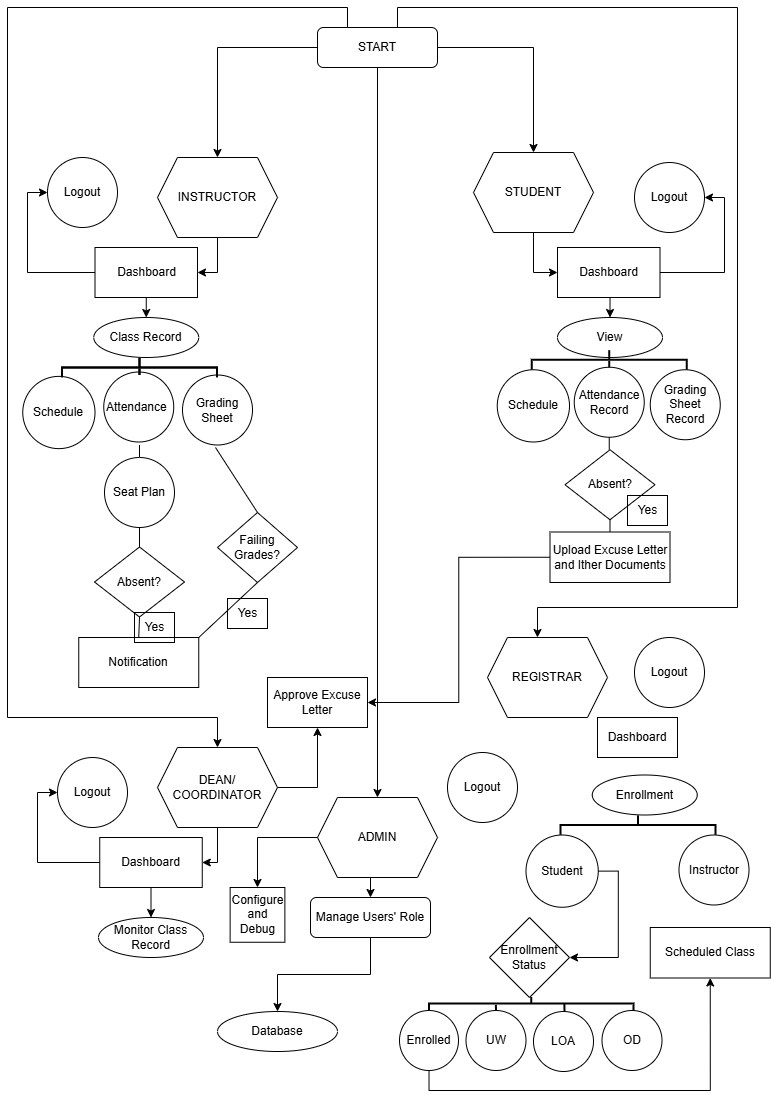 START
INSTRUCTOR
STUDENT
Logout
Logout
Dashboard
Dashboard
Class Record
View
Schedule
Attendance
Grading
Sheet
Schedule
Attendance
Record
Grading
Sheet
Record
Seat Plan
Absent?
Yes
Failing
Grades?
Absent?
Yes
Yes
Upload Excuse Letter
and Ither Documents
Notification
REGISTRAR
Logout
Approve Excuse
Letter
Dashboard
DEAN/
COORDINATOR
Logout
Logout
Enrollment
ADMIN
Dashboard
Student
Instructor
Configure
and
Debug
Manage Users' Role
Monitor Class
Record
Enrollment
Status
Scheduled Class
Database
Enrolled
UW
LOA
OD